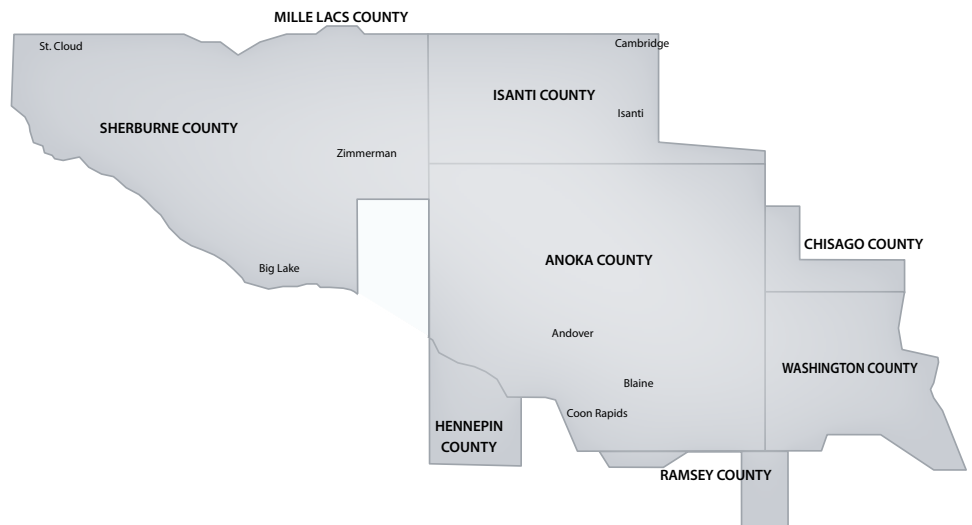 MILLE LACS COUNTY
St. Cloud
Cambridge
ISANTI COUNTY
Isanti
SHERBURNE COUNTY
Zimmerman
CHISAGO COUNTY
ANOKA COUNTY
Big Lake
Andover
WASHINGTON COUNTY
Blaine
Coon Rapids
HENNEPIN
COUNTY
RAMSEY COUNTY